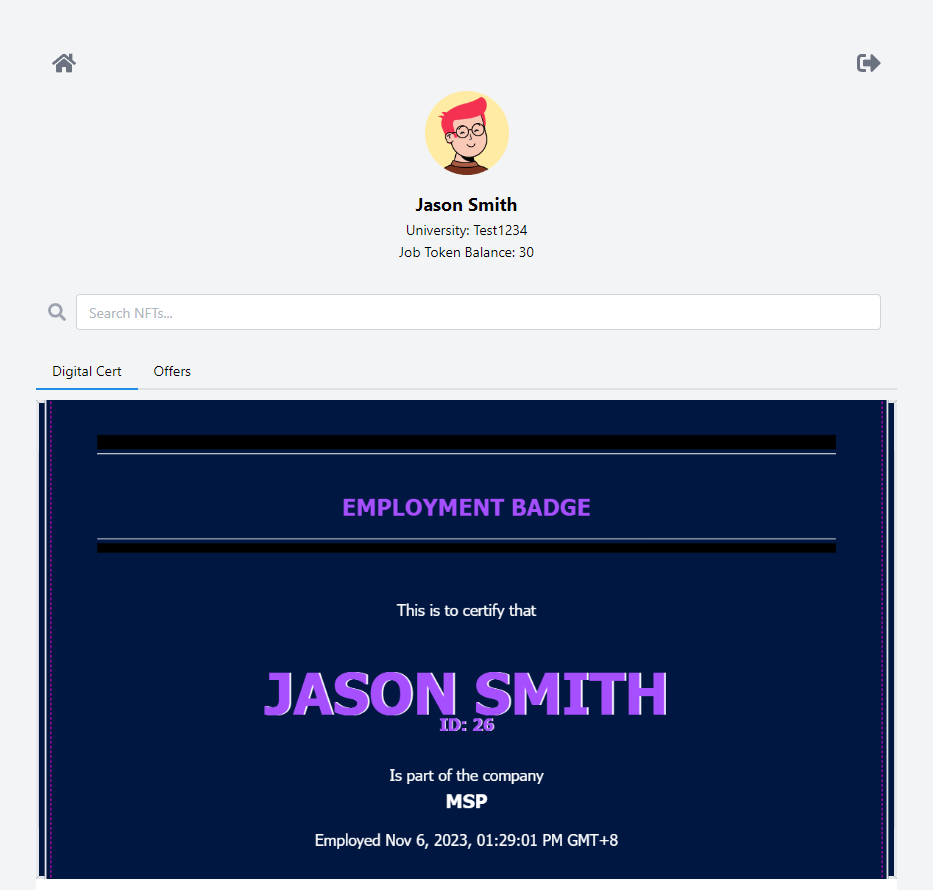 Jason Smith
University: Test1234
Job Token Balance: 30
Search NFTs...
Digital Cert Offers
EMPLOYMENT BADGE
This is to certify that
JASON SMITH
ID: 26
Is part of the company
MSP
Employed Nov 6, 2023, 01:29:01 PM GMT+8